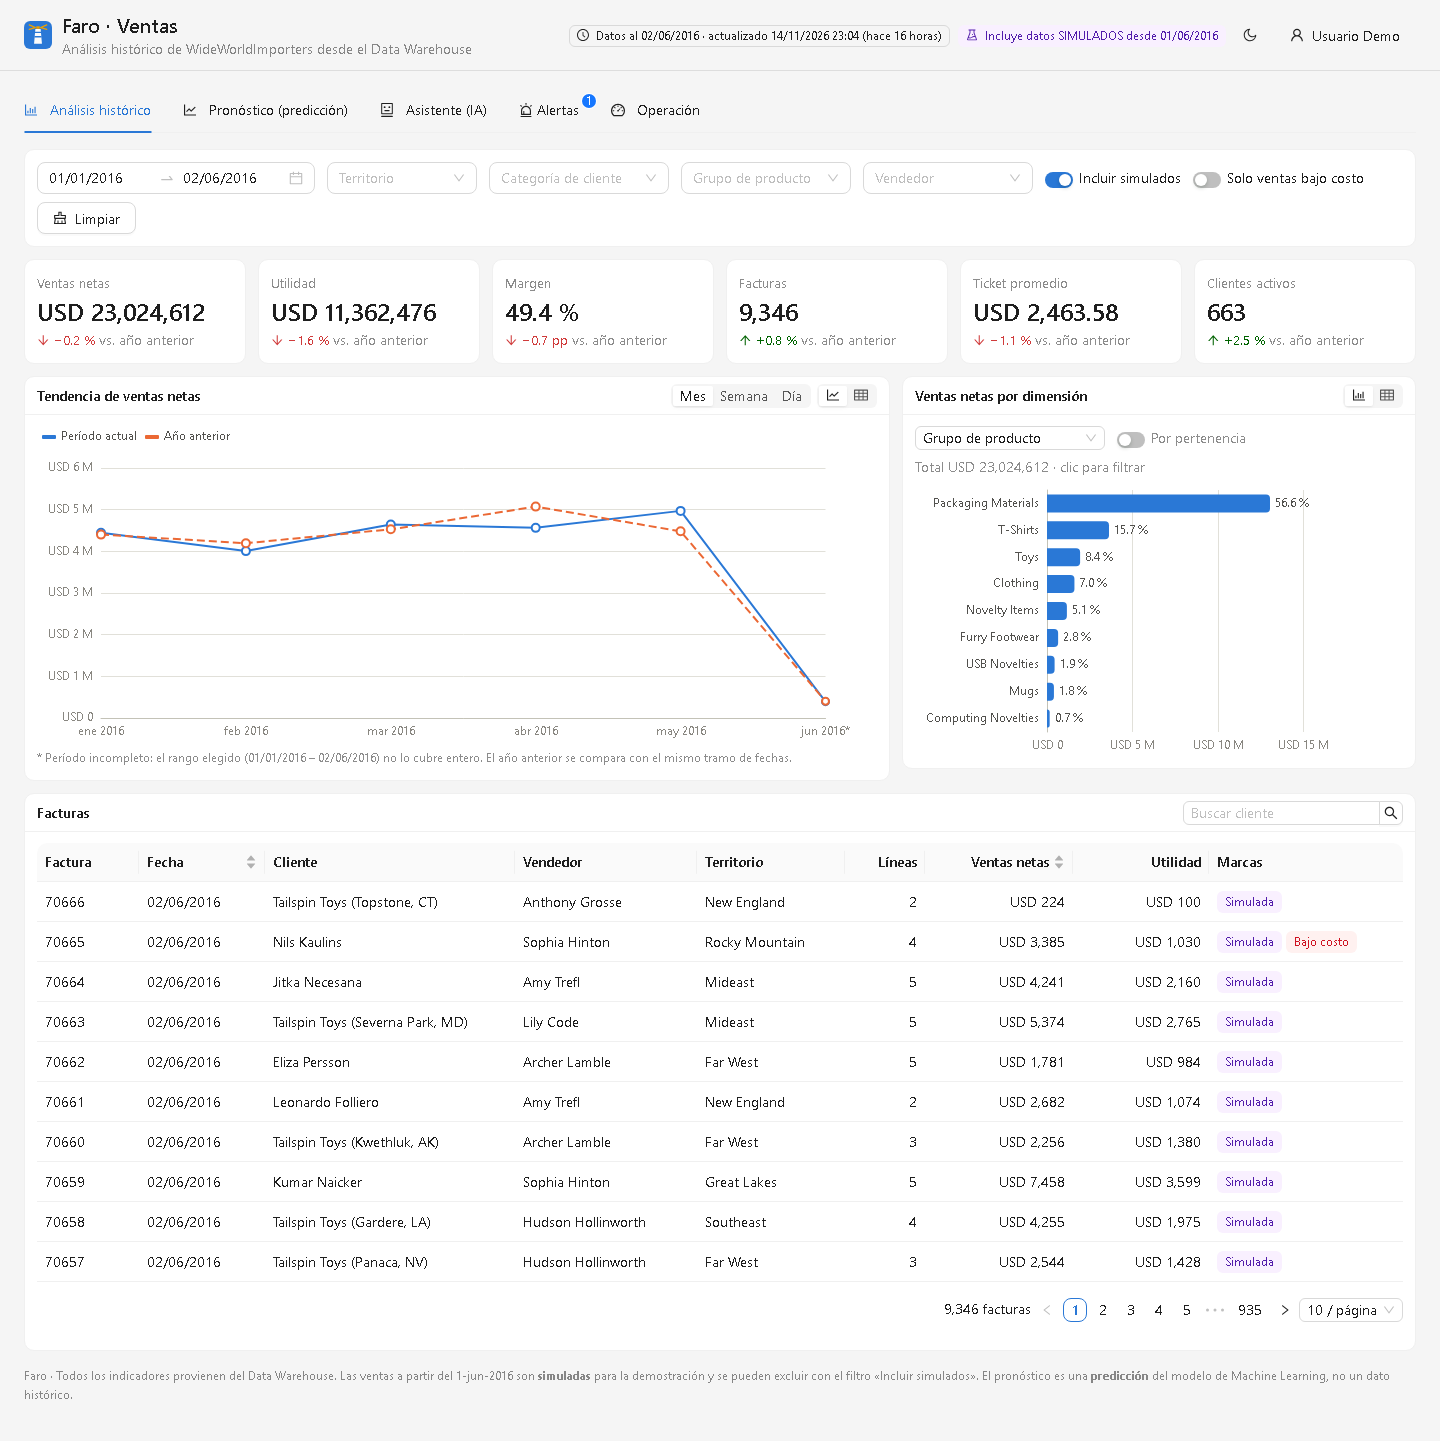 Faro · Ventas
Análisis histórico de WideWorldImporters desde el Data Warehouse
Datos al 02/06/2016 · actualizado 14/11/2026 23:04 (hace 16 horas)
Incluye datos SIMULADOS desde 01/06/2016
Usuario Demo
Análisis histórico
Pronóstico (predicción)
Asistente (IA)
Alertas
1
Operación
01/01/2016
02/06/2016
Territorio
Categoría de cliente
Grupo de producto
Vendedor
Incluir simulados
Solo ventas bajo costo
Limpiar
Ventas netas
USD 23,024,612
−0.2 % vs. año anterior
Utilidad
USD 11,362,476
−1.6 % vs. año anterior
Margen
49.4 %
−0.7 pp vs. año anterior
Facturas
9,346
+0.8 % vs. año anterior
Ticket promedio
USD 2,463.58
−1.1 % vs. año anterior
Clientes activos
663
+2.5 % vs. año anterior
Tendencia de ventas netas
Mes Semana Día
Período actual Año anterior
USD 6 M
USD 5 M
USD 4 M
USD 3 M
USD 2 M
USD 1 M
USD 0
ene 2016 feb 2016 mar 2016 abr 2016 may 2016 jun 2016*
* Período incompleto: el rango elegido (01/01/2016 – 02/06/2016) no lo cubre entero. El año anterior se compara con el mismo tramo de fechas.
Ventas netas por dimensión
Grupo de producto
Por pertenencia
Total USD 23,024,612 · clic para filtrar
Packaging Materials 56.6 %
T-Shirts 15.7 %
Toys 8.4 %
Clothing 7.0 %
Novelty Items 5.1 %
Furry Footwear 2.8 %
USB Novelties 1.9 %
Mugs 1.8 %
Computing Novelties 0.7 %
USD 0 USD 5 M USD 10 M USD 15 M
Facturas
Buscar cliente
Factura Fecha Cliente Vendedor Territorio Líneas Ventas netas Utilidad Marcas
70666 02/06/2016 Tailspin Toys (Topstone, CT) Anthony Grosse New England 2 USD 224 USD 100 Simulada
70665 02/06/2016 Nils Kaulins Sophia Hinton Rocky Mountain 4 USD 3,385 USD 1,030 Simulada Bajo costo
70664 02/06/2016 Jitka Necesana Amy Trefl Mideast 5 USD 4,241 USD 2,160 Simulada
70663 02/06/2016 Tailspin Toys (Severna Park, MD) Lily Code Mideast 5 USD 5,374 USD 2,765 Simulada
70662 02/06/2016 Eliza Persson Archer Lamble Far West 5 USD 1,781 USD 984 Simulada
70661 02/06/2016 Leonardo Folliero Amy Trefl New England 2 USD 2,682 USD 1,074 Simulada
70660 02/06/2016 Tailspin Toys (Kwethluk, AK) Archer Lamble Far West 3 USD 2,256 USD 1,380 Simulada
70659 02/06/2016 Kumar Naicker Sophia Hinton Great Lakes 5 USD 7,458 USD 3,599 Simulada
70658 02/06/2016 Tailspin Toys (Gardere, LA) Hudson Hollinworth Southeast 4 USD 4,255 USD 1,975 Simulada
70657 02/06/2016 Tailspin Toys (Panaca, NV) Hudson Hollinworth Far West 3 USD 2,544 USD 1,428 Simulada
9,346 facturas 1 2 3 4 5 ••• 935 10 / página
Faro · Todos los indicadores provienen del Data Warehouse. Las ventas a partir del 1-jun-2016 son simuladas para la demostración y se pueden excluir con el filtro «Incluir simulados». El pronóstico es una predicción del modelo de Machine Learning, no un dato
histórico.